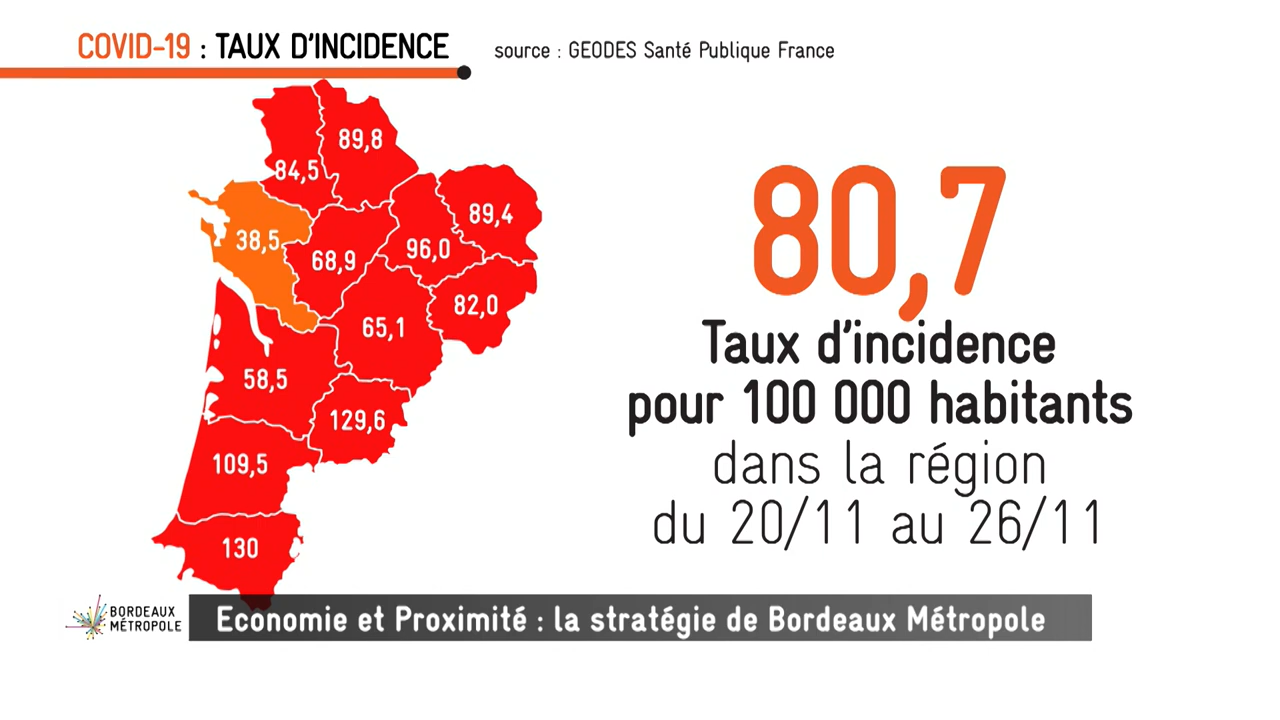 COVID-19 : TAUX D'INCIDENCE
source : GEODES Santé Publique France
89,8
84,5
89,4
38,5
96,0
68,9
82,0
65,1
58,5
129,6
109,5
130
80,7
Taux d'incidence
pour 100 000 habitants
dans la région
du 20/11 au 26/11
BORDEAUX
MÉTROPOLE
Economie et Proximité : la stratégie de Bordeaux Métropole